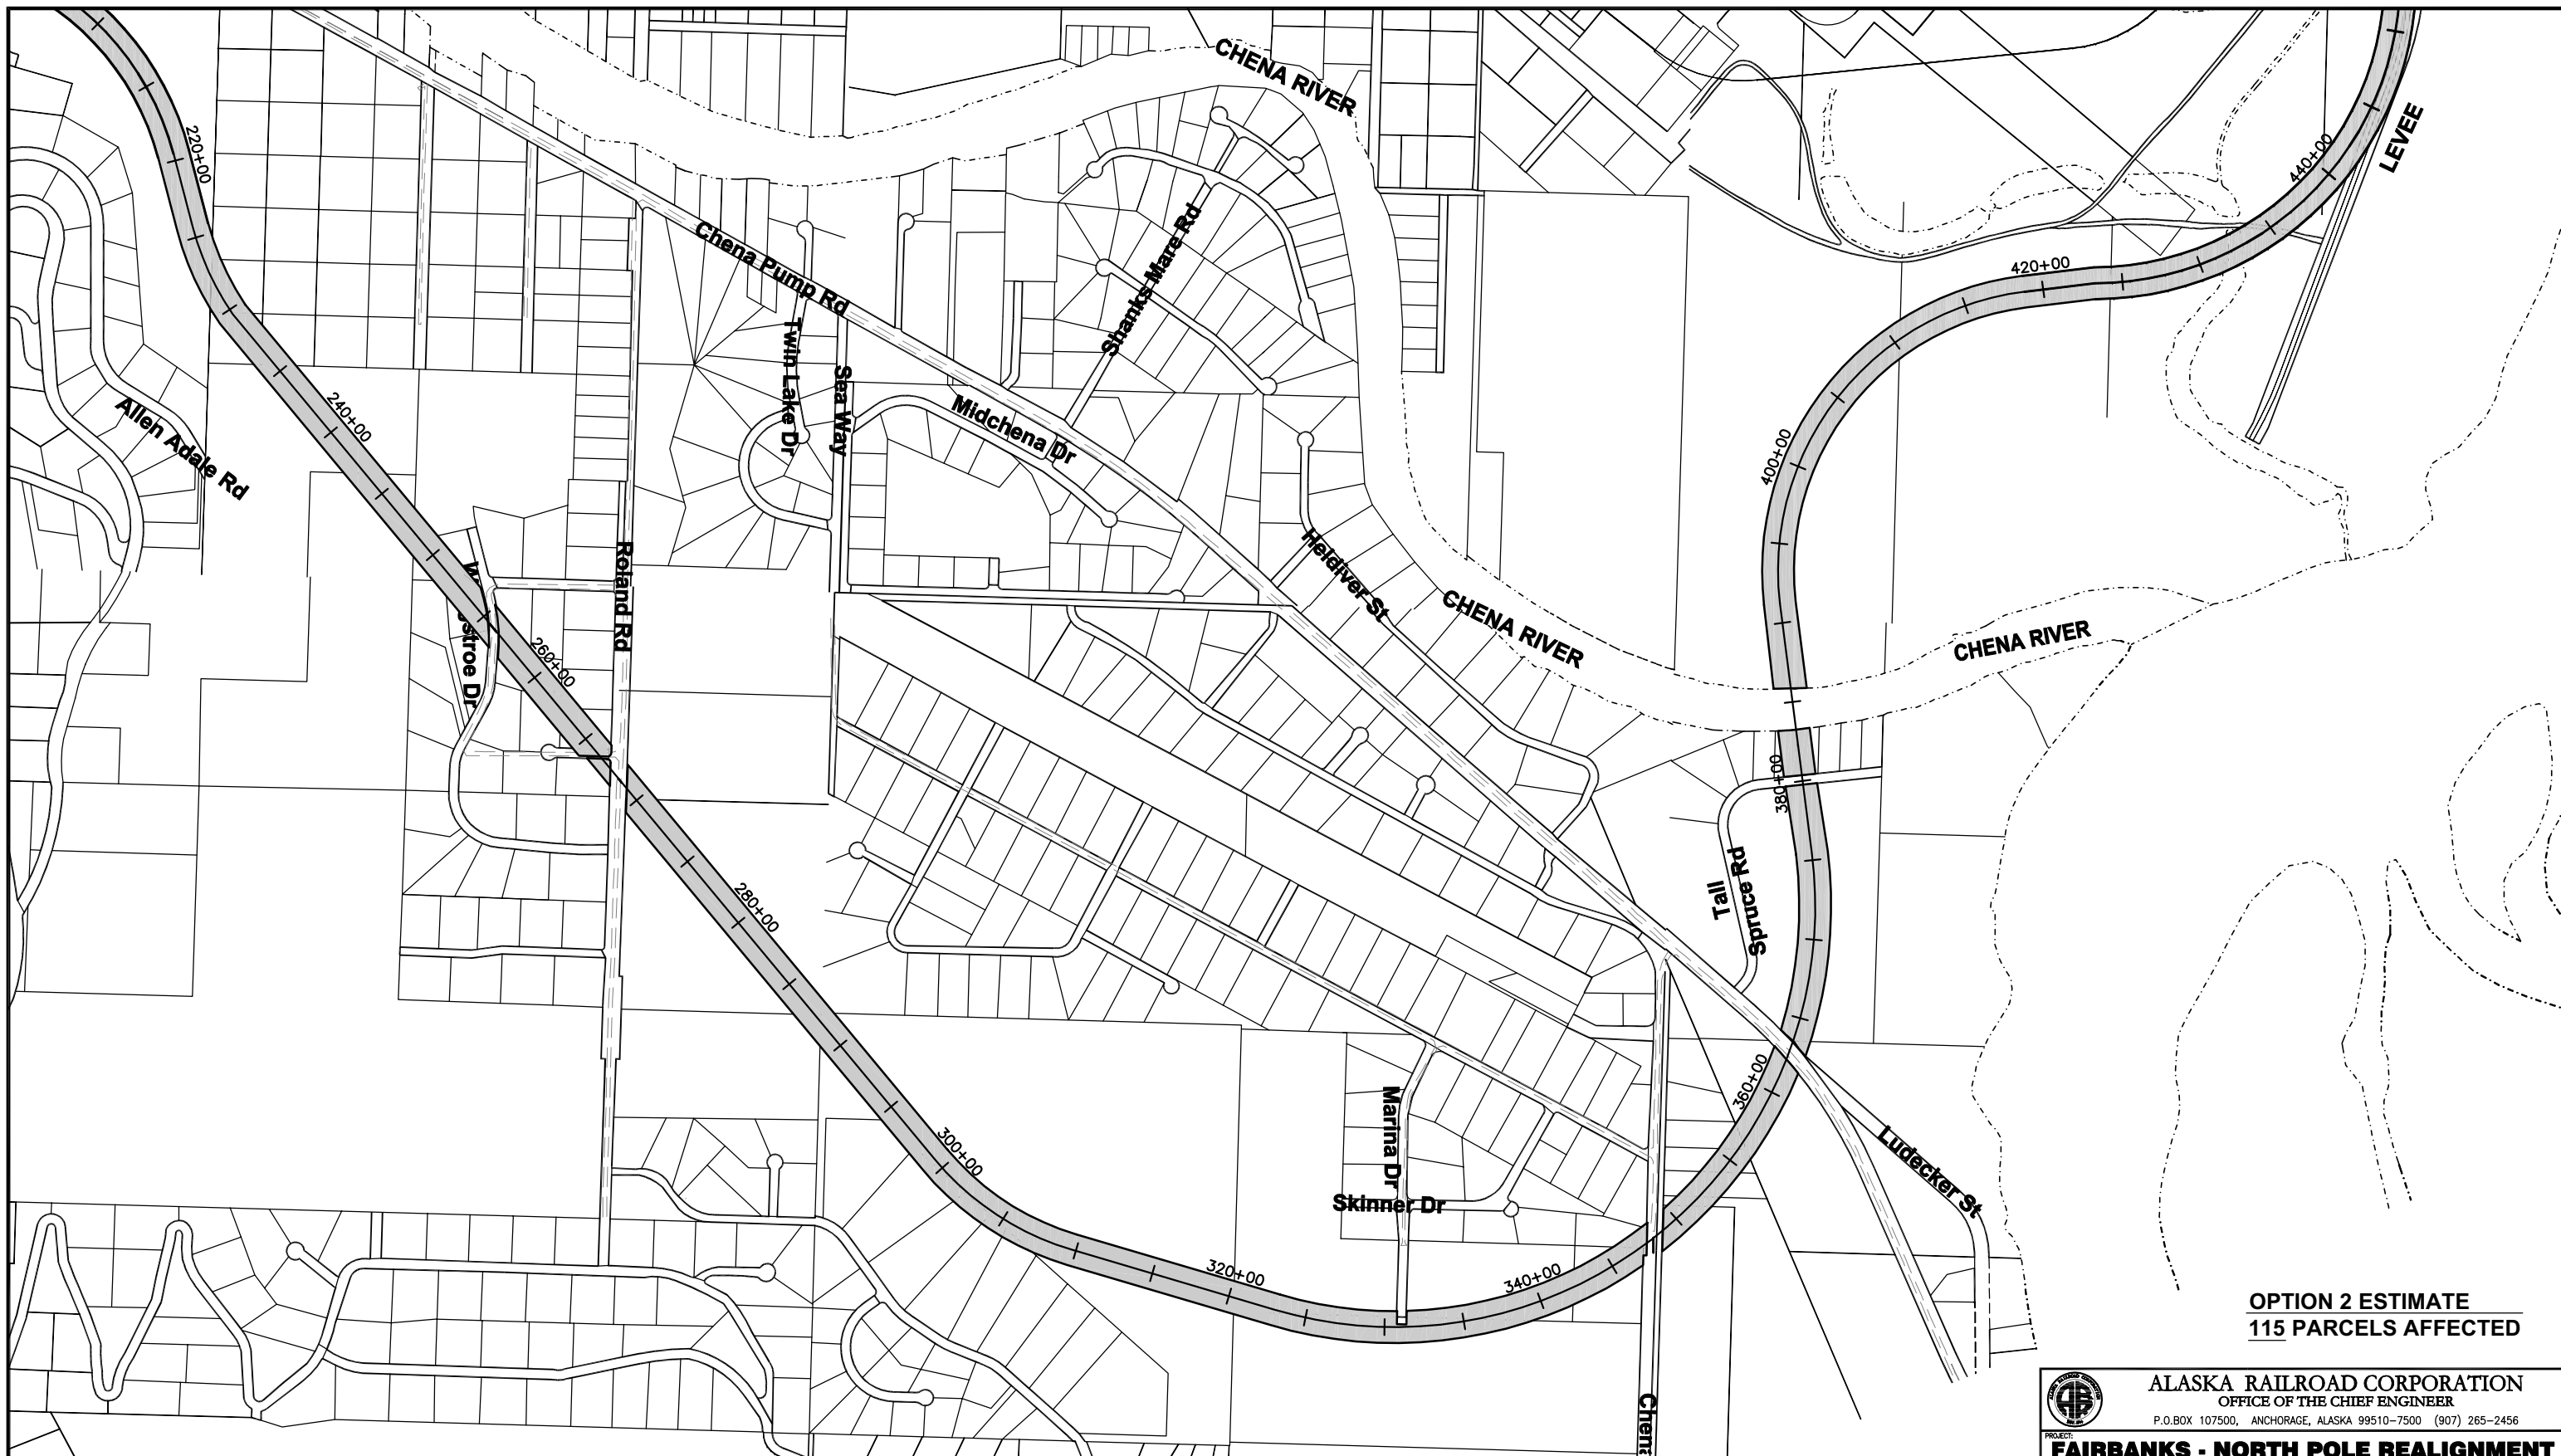 CHENA RIVER
LEVEE
220+00
440+00
Chena Pump Rd
Shanks Mare Rd
420+00
Twin Lake Dr
Sea Way
Midchena Dr
Allen Adale Rd
240+00
400+00
Roland Rd
Heldiver St
CHENA RIVER
CHENA RIVER
stroe Dr
260+00
380+00
Tall
Spruce Rd
280+00
360+00
Marina Dr
Skinner Dr
Ludecker St
300+00
320+00
340+00
Chena
OPTION 2 ESTIMATE
115 PARCELS AFFECTED
ALASKA RAILROAD CORPORATION
OFFICE OF THE CHIEF ENGINEER
P.O.BOX 107500, ANCHORAGE, ALASKA 99510-7500 (907) 265-2456
PROJECT:
FAIRBANKS - NORTH POLE REALIGNMENT